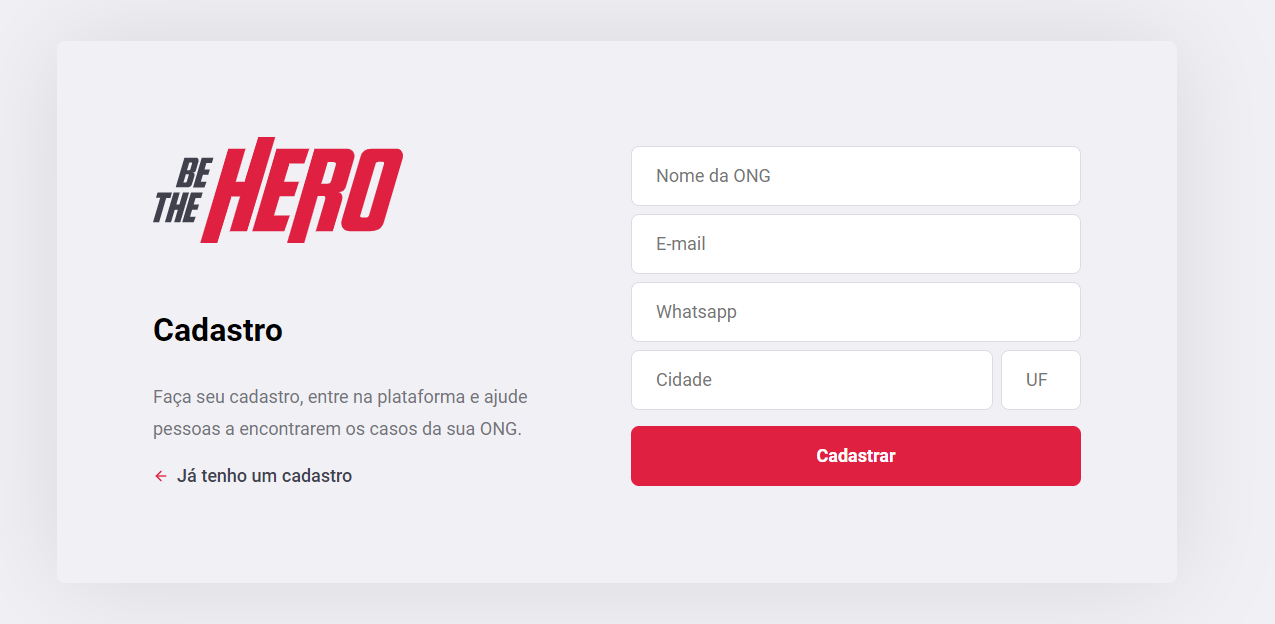 BE
THE HERO
Cadastro
Faça seu cadastro, entre na plataforma e ajude
pessoas a encontrarem os casos da sua ONG.
Já tenho um cadastro
Nome da ONG
E-mail
Whatsapp
Cidade UF
Cadastrar